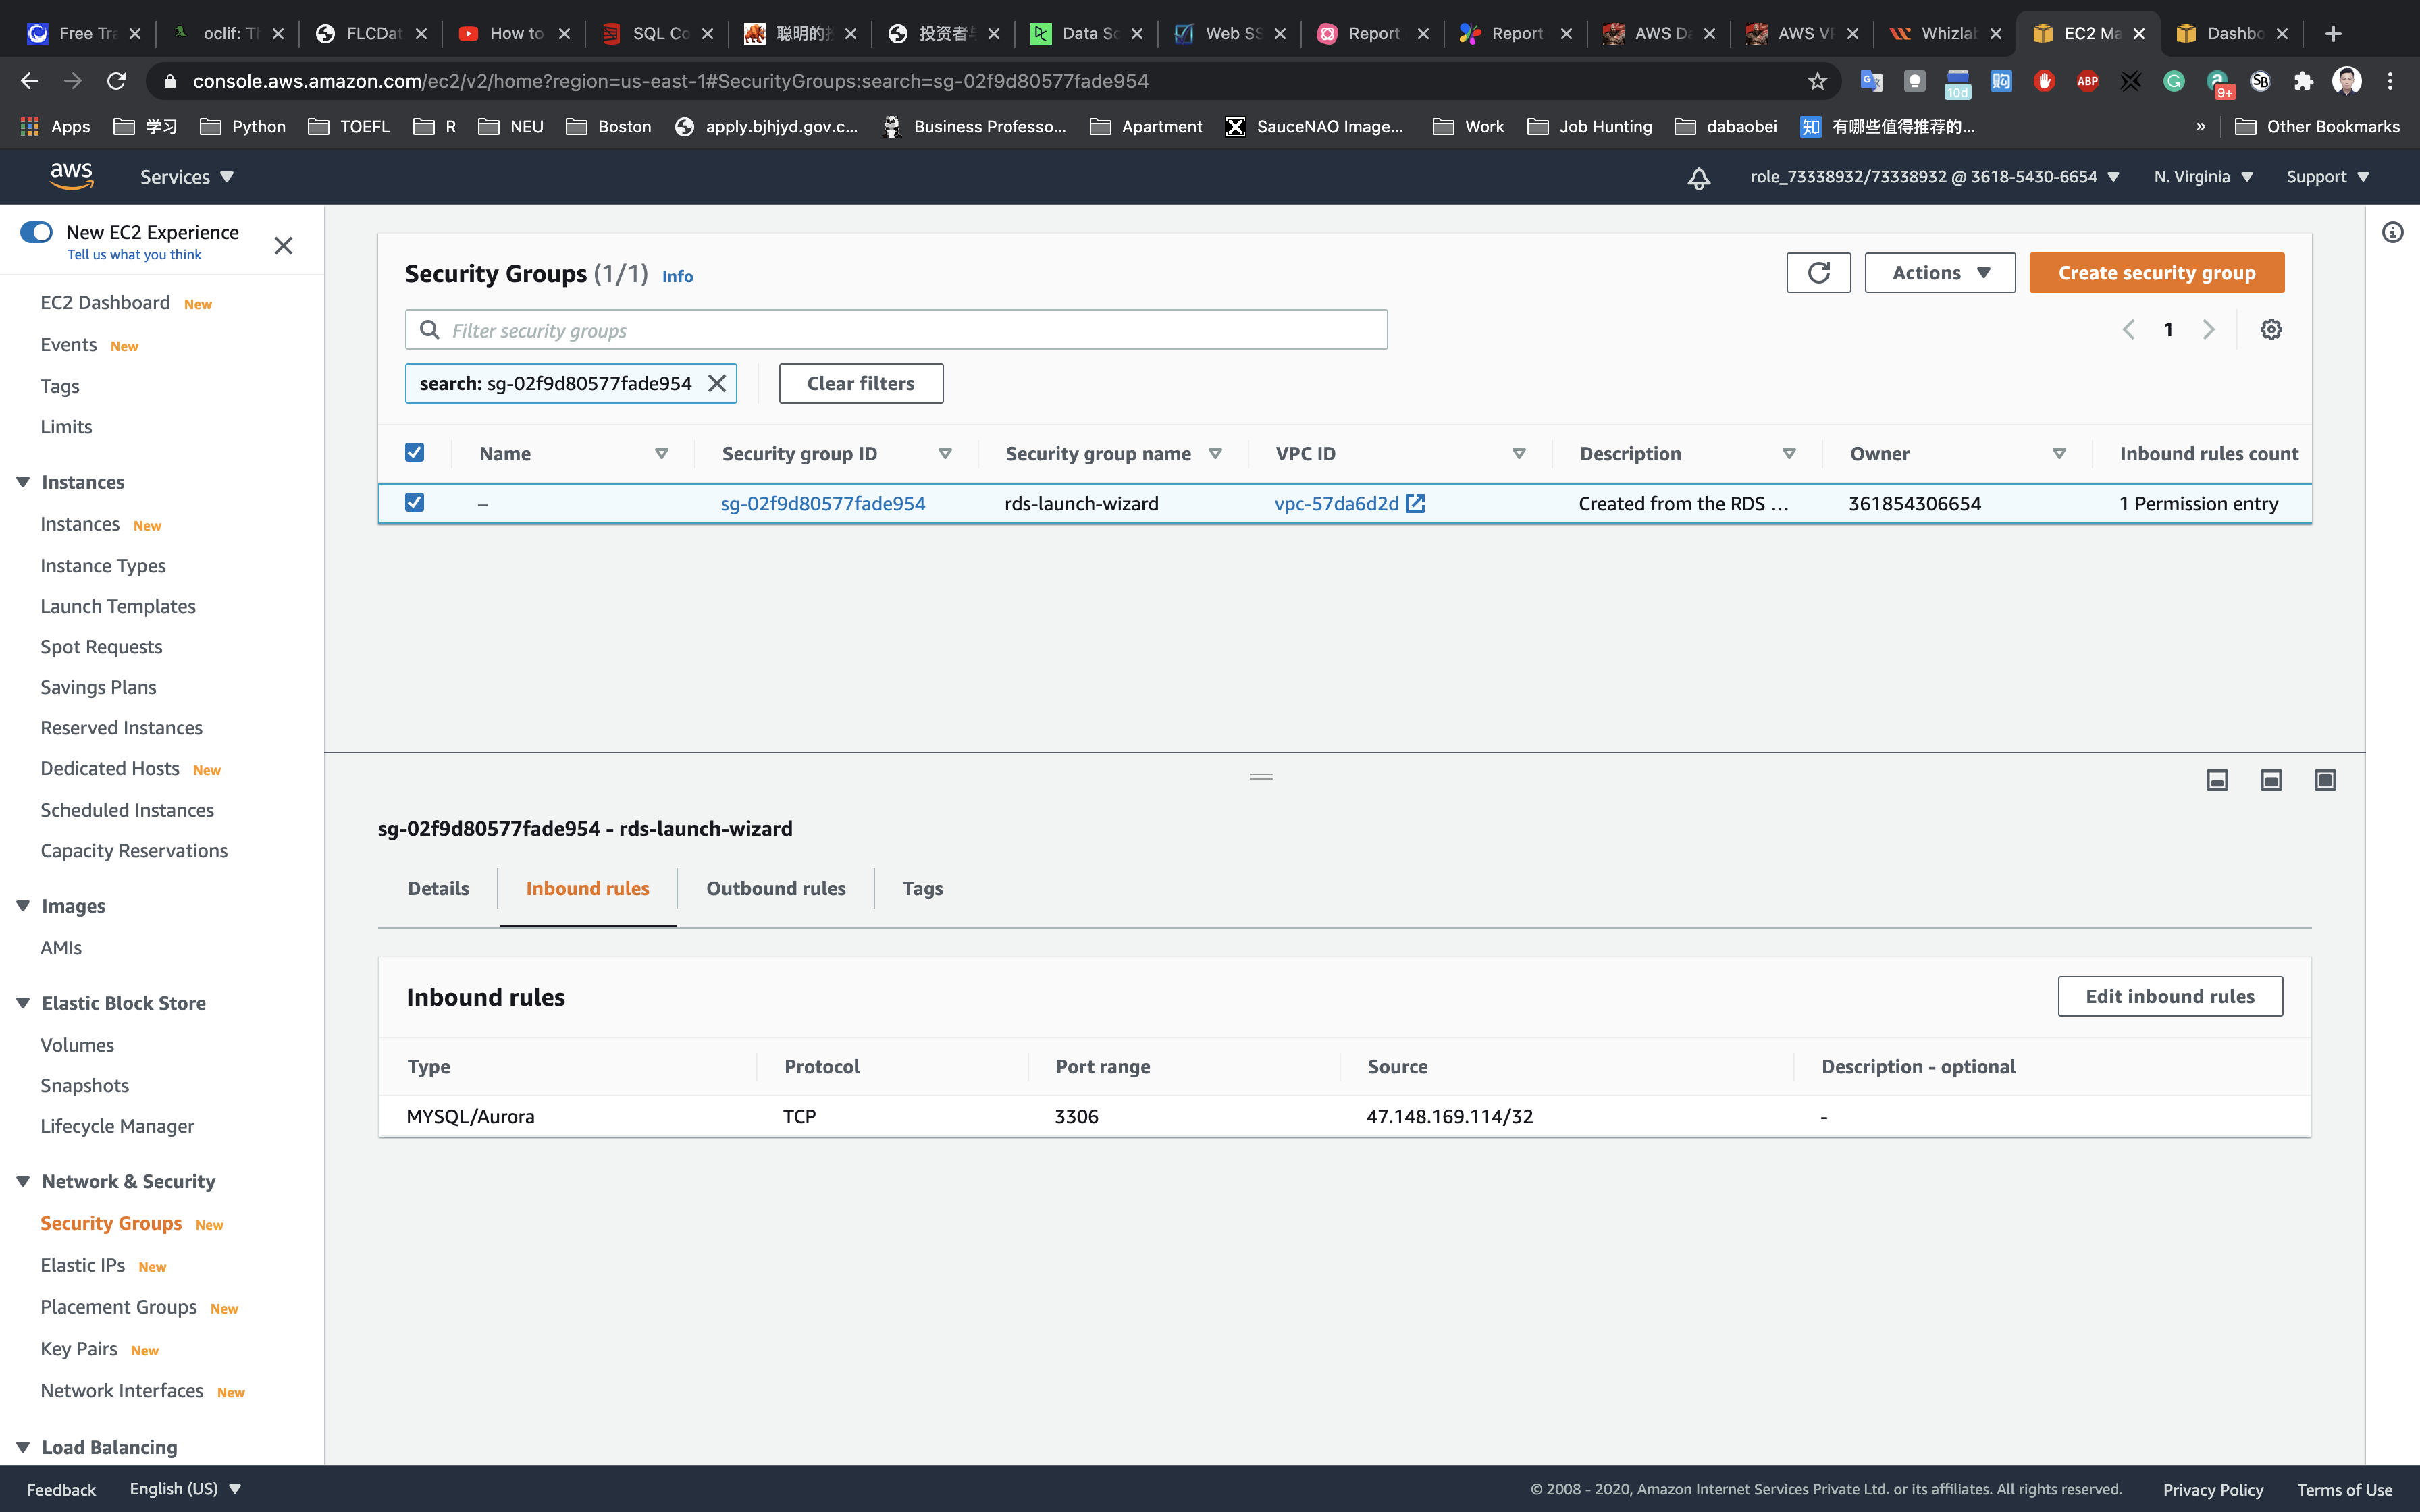 Free Tra
oclif: Th
FLCDat
How to
SQL Co
聪明的投
投资者与
Data Sc
Web SS
Report
Report
AWS Da
AWS VP
Whizlab
EC2 Ma
Dashbo
console.aws.amazon.com/ec2/v2/home?region=us-east-1#SecurityGroups:search=sg-02f9d80577fade954
10d
ABP
9+
SB
Apps
学习
Python
TOEFL
R
NEU
Boston
apply.bjhjyd.gov.c...
Business Professo...
Apartment
SauceNAO Image...
Work
Job Hunting
dabaobei
知 有哪些值得推荐的...
»
Other Bookmarks
aws
Services
role_73338932/73338932 @ 3618-5430-6654
N. Virginia
Support
New EC2 Experience
Tell us what you think
EC2 Dashboard New
Events New
Tags
Limits
Instances
Instances New
Instance Types
Launch Templates
Spot Requests
Savings Plans
Reserved Instances
Dedicated Hosts New
Scheduled Instances
Capacity Reservations
Images
AMIs
Elastic Block Store
Volumes
Snapshots
Lifecycle Manager
Network & Security
Security Groups New
Elastic IPs New
Placement Groups New
Key Pairs New
Network Interfaces New
Load Balancing
Security Groups (1/1) Info
Actions
Create security group
Filter security groups
1
search: sg-02f9d80577fade954
Clear filters
Name Security group ID Security group name VPC ID Description Owner Inbound rules count
– sg-02f9d80577fade954 rds-launch-wizard vpc-57da6d2d Created from the RDS … 361854306654 1 Permission entry
sg-02f9d80577fade954 - rds-launch-wizard
Details Inbound rules Outbound rules Tags
Inbound rules
Edit inbound rules
Type Protocol Port range Source Description - optional
MYSQL/Aurora TCP 3306 47.148.169.114/32 -
Feedback
English (US)
© 2008 - 2020, Amazon Internet Services Private Ltd. or its affiliates. All rights reserved.
Privacy Policy
Terms of Use